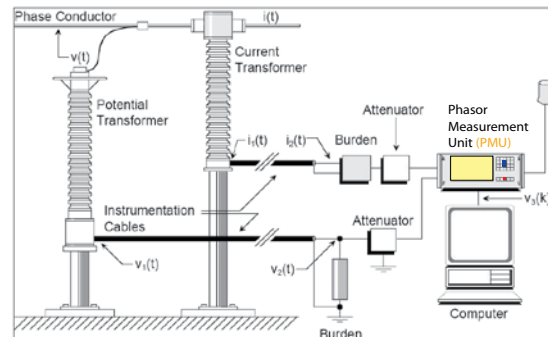 Phase Conductor
i(t)
v(t)
Current
Transformer
Potential
Transformer
Attenuator
Phasor
Measurement
Unit (PMU)
i₁(t)
i₂(t)
Burden
v₃(k)
Instrumentation
Cables
Attenuator
v₁(t)
v₂(t)
Computer
Burden